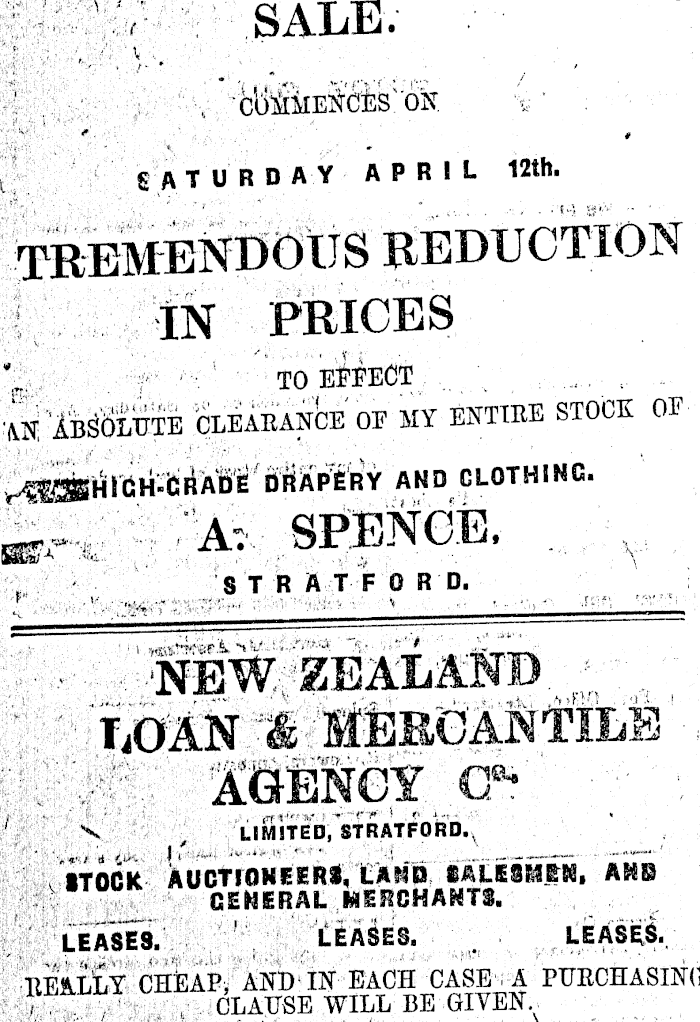 SALE.
COMMENCES ON
SATURDAY APRIL 12th.
TREMENDOUS REDUCTION
IN PRICES
TO EFFECT
AN ABSOLUTE CLEARANCE OF MY ENTIRE STOCK OF
HIGH-GRADE DRAPERY AND CLOTHING.
A. SPENCE,
STRATFORD.
NEW ZEALAND
LOAN & MERCANTILE
AGENCY Co.
LIMITED, STRATFORD.
STOCK AUCTIONEERS, LAND SALESMEN, AND
GENERAL MERCHANTS.
LEASES. LEASES. LEASES.
REALLY CHEAP, AND IN EACH CASE A PURCHASING
CLAUSE WILL BE GIVEN.